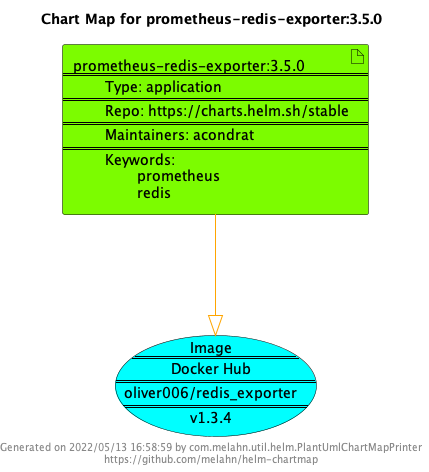 Chart Map for prometheus-redis-exporter:3.5.0
prometheus-redis-exporter:3.5.0
Type: application
Repo: https://charts.helm.sh/stable
Maintainers: acondrat
Keywords:
prometheus
redis
Image
Docker Hub
oliver006/redis_exporter
v1.3.4
Generated on 2022/05/13 16:58:59 by com.melahn.util.helm.PlantUmlChartMapPrinter
https://github.com/melahn/helm-chartmap